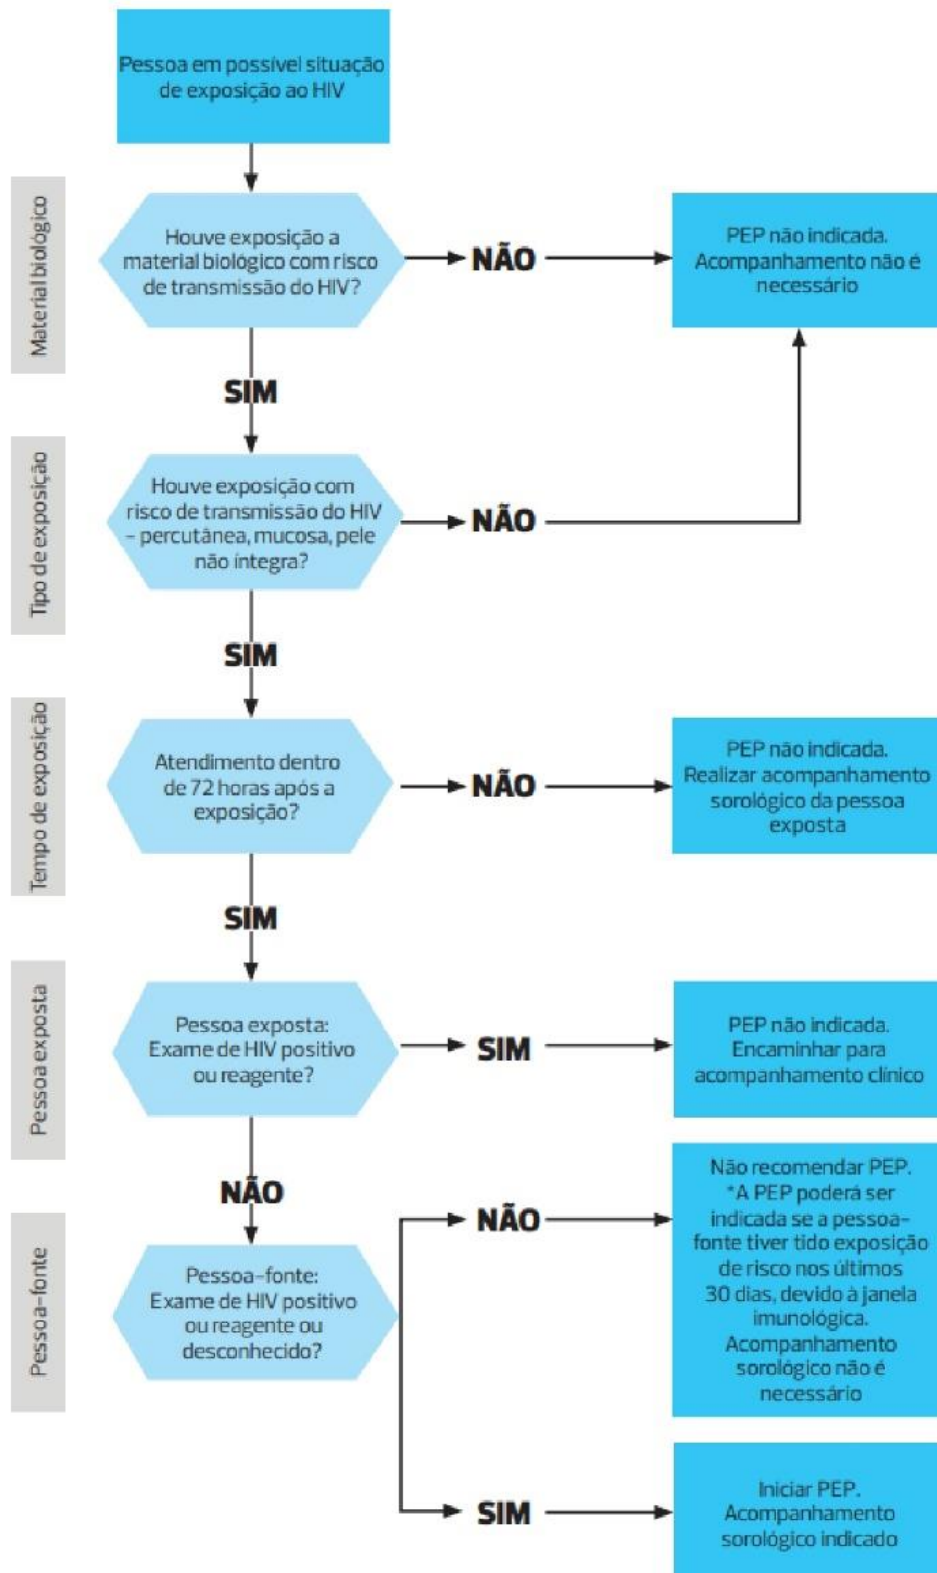 Pessoa em possível situação
de exposição ao HIV
Material biológico
Houve exposição a
material biológico com risco
de transmissão do HIV?
NÃO
PEP não indicada.
Acompanhamento não é
necessário
SIM
Tipo de exposição
Houve exposição com
risco de transmissão do HIV
– percutânea, mucosa, pele
não íntegra?
NÃO
SIM
Tempo de exposição
Atendimento dentro
de 72 horas após a
exposição?
NÃO
PEP não indicada.
Realizar acompanhamento
sorológico da pessoa
exposta
SIM
Pessoa exposta
Pessoa exposta:
Exame de HIV positivo
ou reagente?
SIM
PEP não indicada.
Encaminhar para
acompanhamento clínico
NÃO
Pessoa-fonte
Pessoa-fonte:
Exame de HIV positivo
ou reagente ou
desconhecido?
NÃO
Não recomendar PEP.
*A PEP poderá ser
indicada se a pessoa-
fonte tiver tido exposição
de risco nos últimos
30 dias, devido à janela
imunológica.
Acompanhamento
sorológico não é
necessário
SIM
Iniciar PEP.
Acompanhamento
sorológico indicado